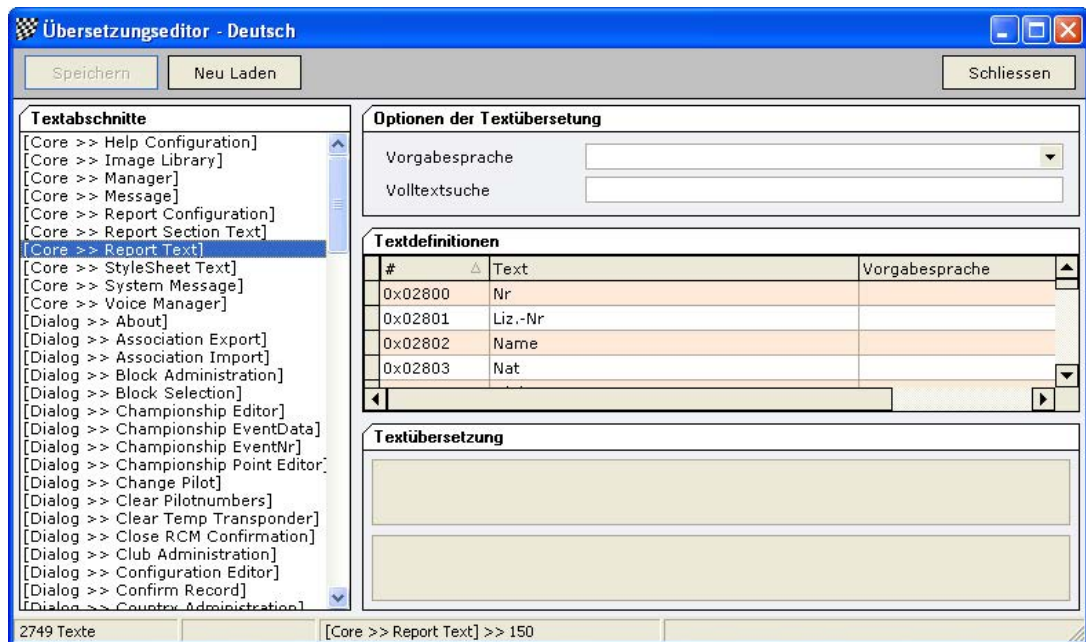 Übersetzungseditor - Deutsch
Speichern
Neu Laden
Schliessen
Textabschnitte
[Core >> Help Configuration]
[Core >> Image Library]
[Core >> Manager]
[Core >> Message]
[Core >> Report Configuration]
[Core >> Report Section Text]
[Core >> Report Text]
[Core >> StyleSheet Text]
[Core >> System Message]
[Core >> Voice Manager]
[Dialog >> About]
[Dialog >> Association Export]
[Dialog >> Association Import]
[Dialog >> Block Administration]
[Dialog >> Block Selection]
[Dialog >> Championship Editor]
[Dialog >> Championship EventData]
[Dialog >> Championship EventNr]
[Dialog >> Championship Point Editor]
[Dialog >> Change Pilot]
[Dialog >> Clear Pilotnumbers]
[Dialog >> Clear Temp Transponder]
[Dialog >> Close RCM Confirmation]
[Dialog >> Club Administration]
[Dialog >> Configuration Editor]
[Dialog >> Confirm Record]
[Dialog >> Country Administration]
Optionen der Textübersetung
Vorgabesprache
Volltextsuche
Textdefinitionen
# Text Vorgabesprache
0x02800 Nr
0x02801 Liz.-Nr
0x02802 Name
0x02803 Nat
Textübersetzung
2749 Texte
[Core >> Report Text] >> 150